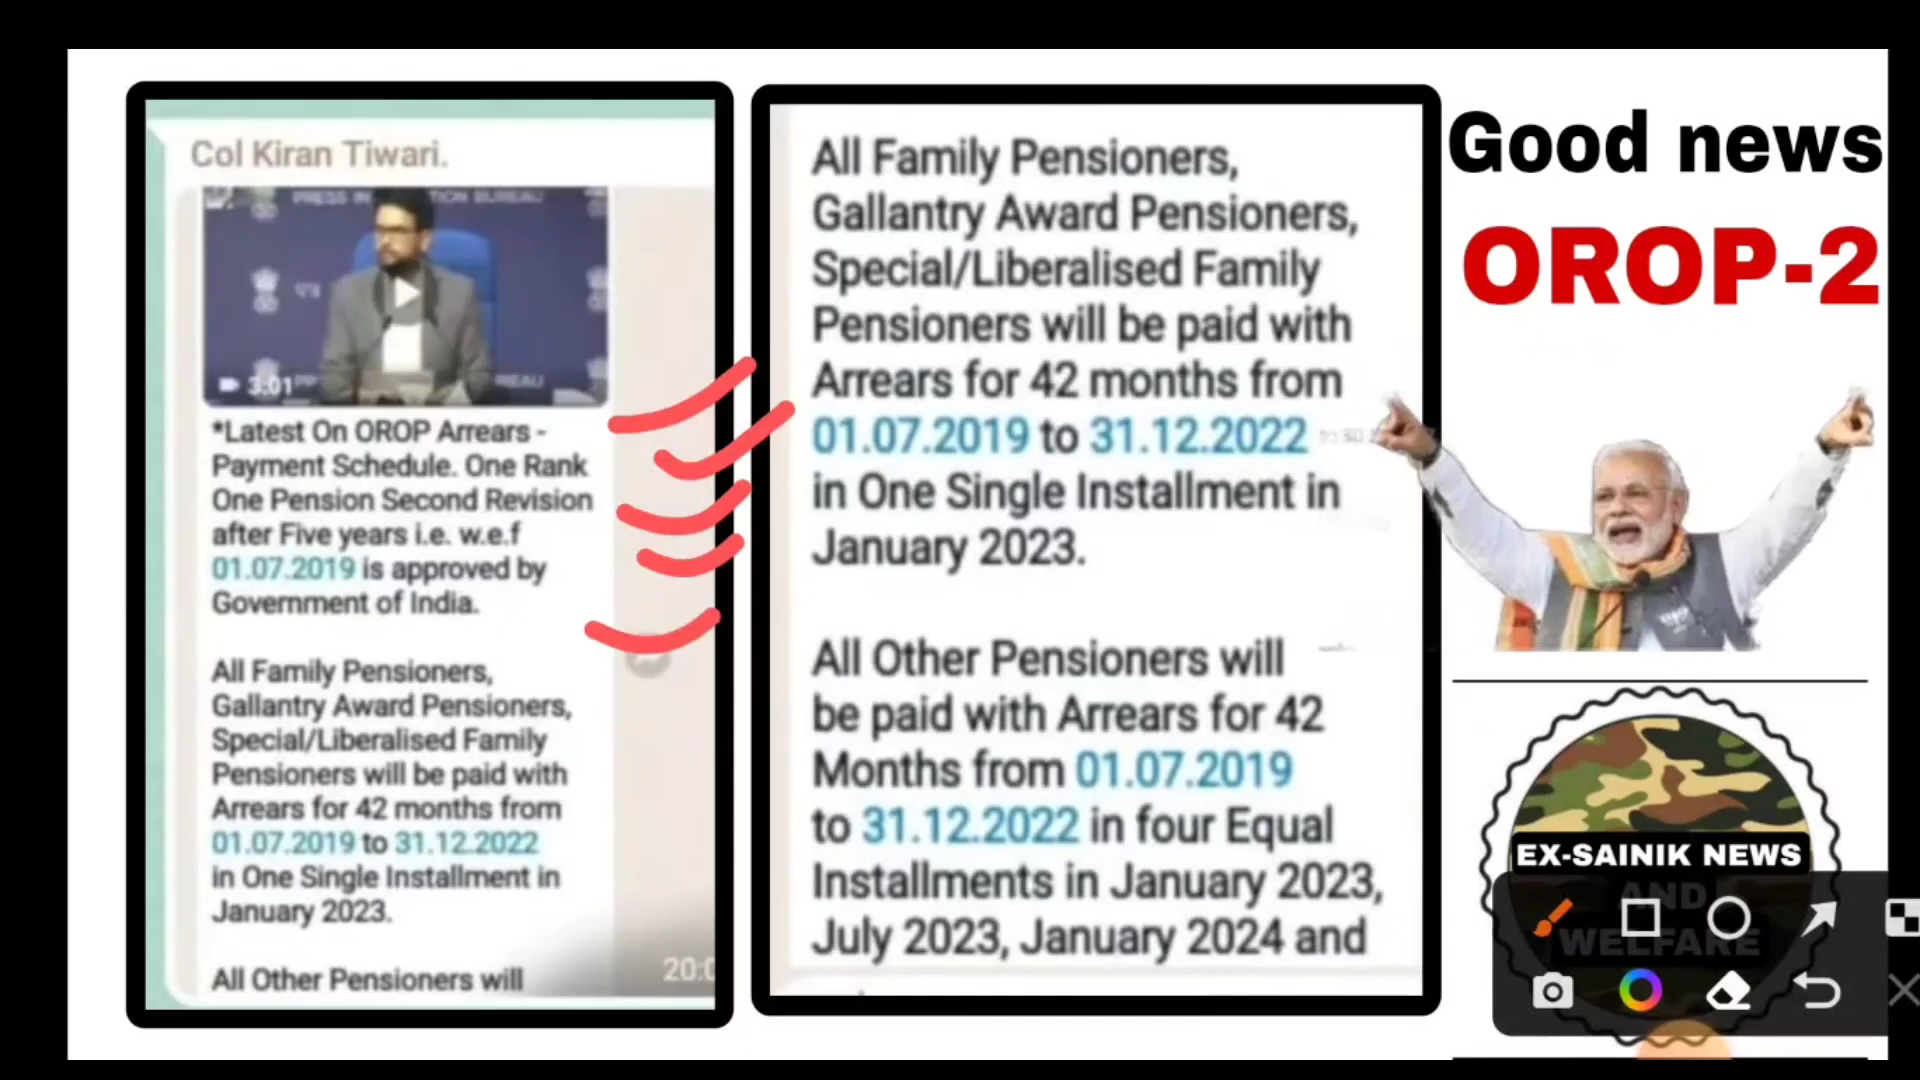 Col Kiran Tiwari.
3:01
*Latest On OROP Arrears -
Payment Schedule. One Rank
One Pension Second Revision
after Five years i.e. w.e.f
01.07.2019 is approved by
Government of India.
All Family Pensioners,
Gallantry Award Pensioners,
Special/Liberalised Family
Pensioners will be paid with
Arrears for 42 months from
01.07.2019 to 31.12.2022
in One Single Installment in
January 2023.
All Other Pensioners will
All Family Pensioners,
Gallantry Award Pensioners,
Special/Liberalised Family
Pensioners will be paid with
Arrears for 42 months from
01.07.2019 to 31.12.2022
in One Single Installment in
January 2023.
All Other Pensioners will
be paid with Arrears for 42
Months from 01.07.2019
to 31.12.2022 in four Equal
Installments in January 2023,
July 2023, January 2024 and
Good news
OROP-2
EX-SAINIK NEWS
AND
WELFARE